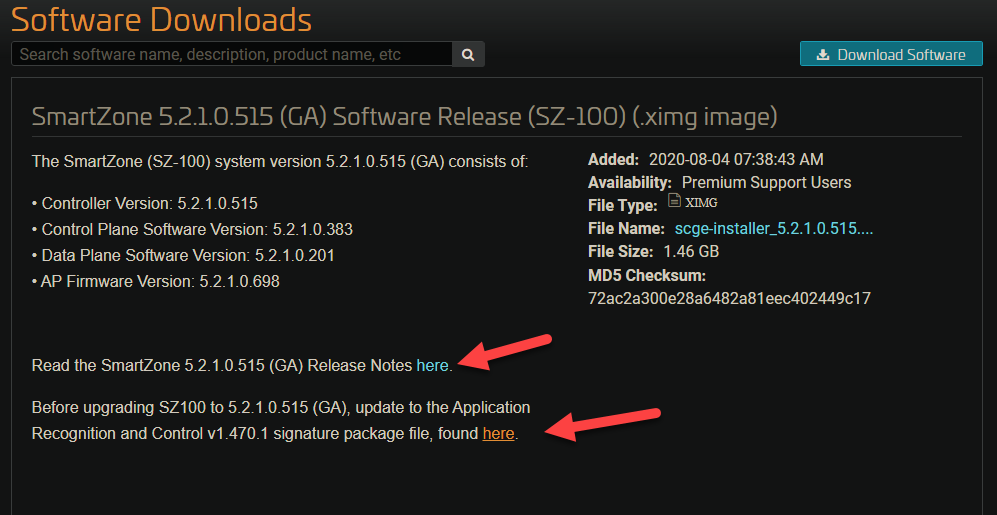 Software Downloads
Search software name, description, product name, etc
Download Software
SmartZone 5.2.1.0.515 (GA) Software Release (SZ-100) (.ximg image)
The SmartZone (SZ-100) system version 5.2.1.0.515 (GA) consists of:
• Controller Version: 5.2.1.0.515
• Control Plane Software Version: 5.2.1.0.383
• Data Plane Software Version: 5.2.1.0.201
• AP Firmware Version: 5.2.1.0.698
Added: 2020-08-04 07:38:43 AM
Availability: Premium Support Users
File Type: XIMG
File Name: scge-installer_5.2.1.0.515....
File Size: 1.46 GB
MD5 Checksum:
72ac2a300e28a6482a81eec402449c17
Read the SmartZone 5.2.1.0.515 (GA) Release Notes here.
Before upgrading SZ100 to 5.2.1.0.515 (GA), update to the Application
Recognition and Control v1.470.1 signature package file, found here.